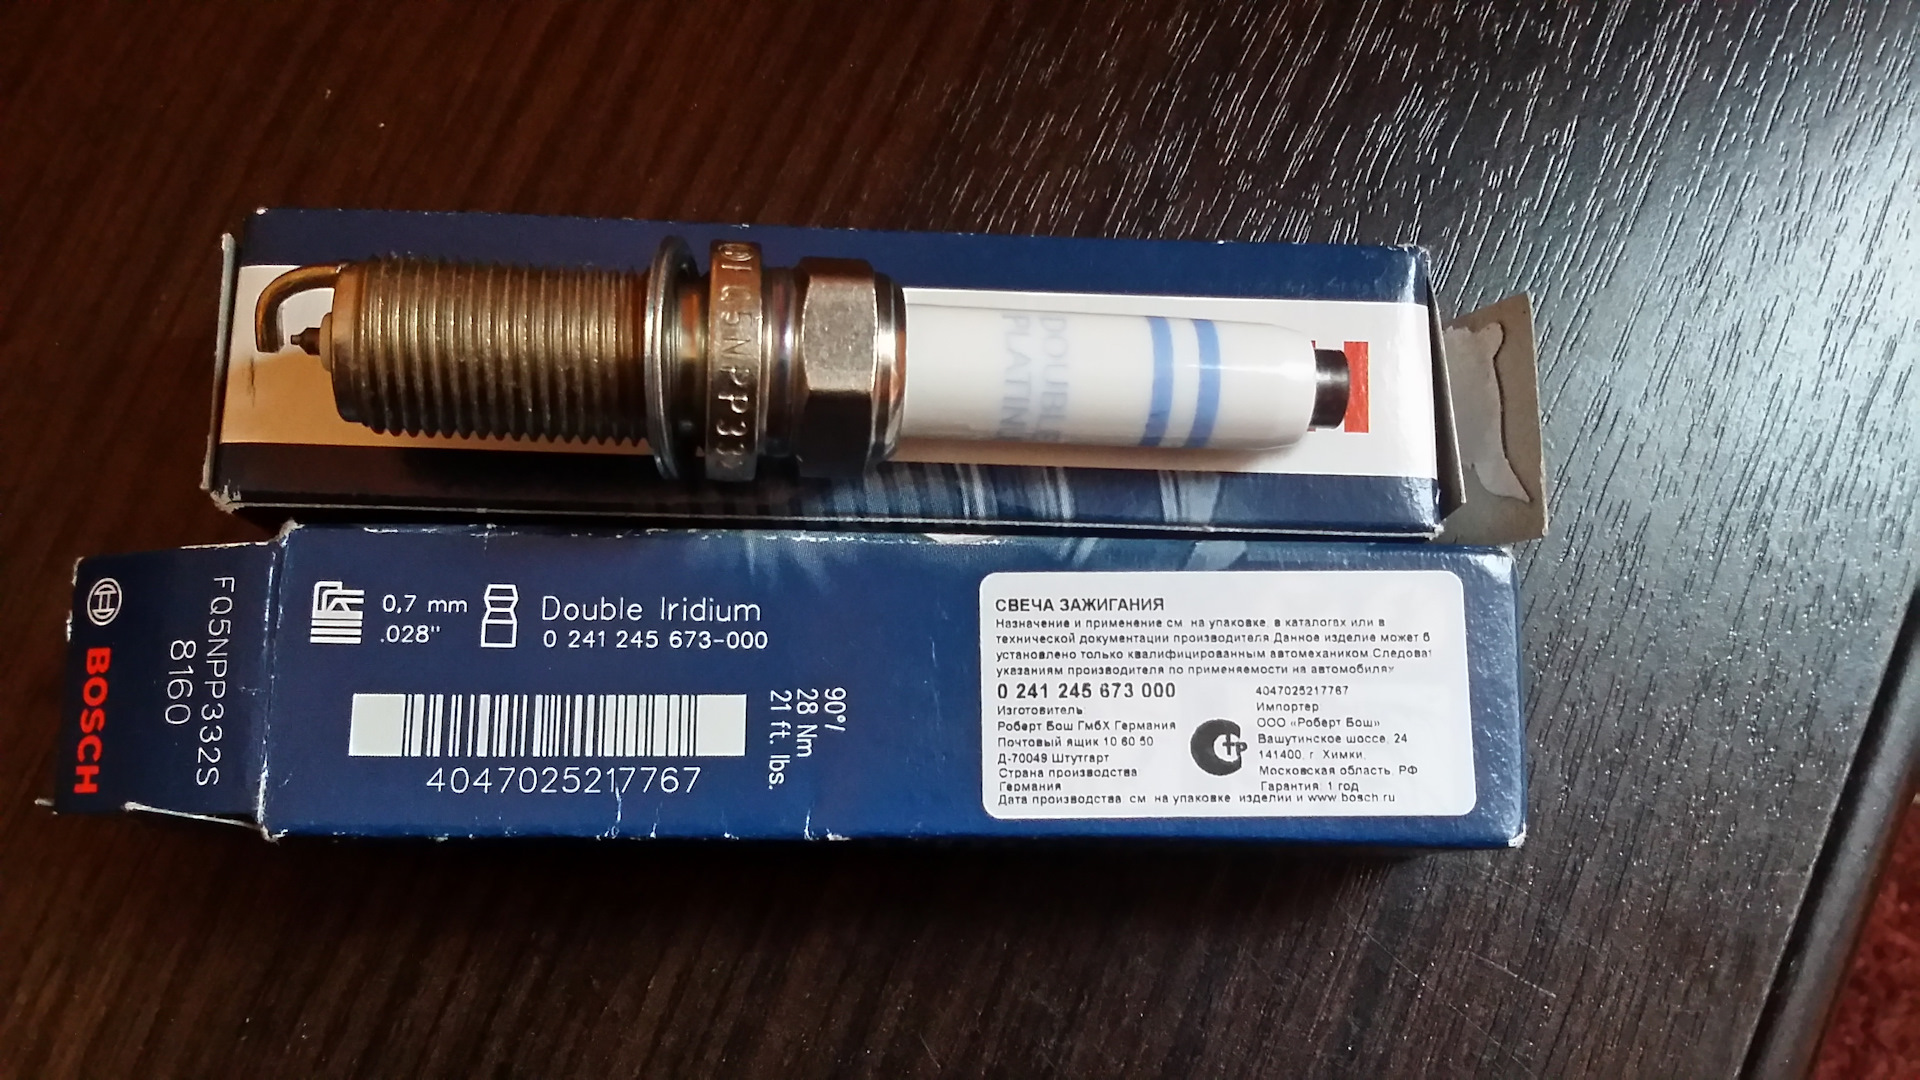 DOUBLE
PLATINUM
BOSCH
FQ5NPP332S
8160
0,7 mm
.028"
Double Iridium
0 241 245 673-000
4047025217767
90°/
28 Nm
21 ft. lbs.
СВЕЧА ЗАЖИГАНИЯ
Назначение и применение см. на упаковке, в каталогах или в
технической документации производителя Данное изделие может б
установлено только квалифицированным автомехаником.Следоват
указаниям производителя по применяемости на автомобилях
0 241 245 673 000
Изготовитель:
Роберт Бош ГмбХ Германия
Почтовый ящик 10 60 50
Д-70049 Штутгарт
Страна производства
Германия
4047025217767
Импортер
ООО «Роберт Бош»
Вашутинское шоссе, 24
141400, г. Химки,
Московская область, РФ
Гарантия: 1 год
Дата производства см. на упаковке, изделии и www.bosch.ru